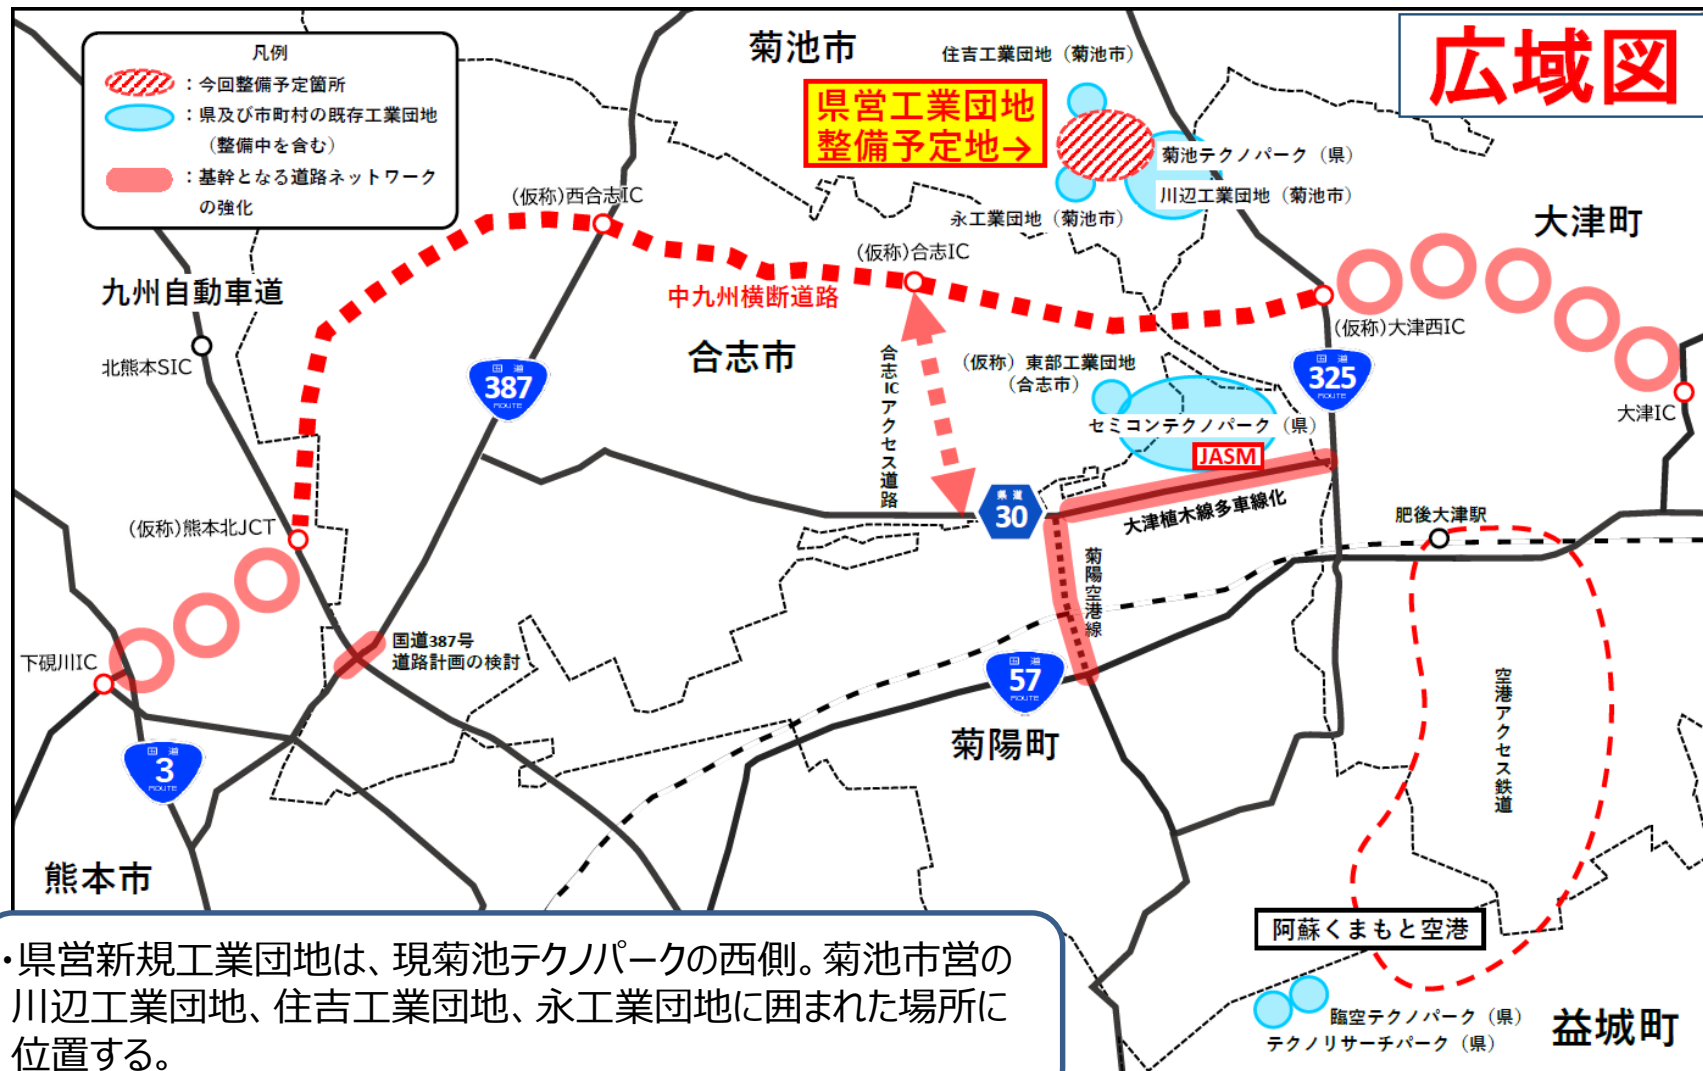 広域図
凡例
：今回整備予定箇所
：県及び市町村の既存工業団地
（整備中を含む）
：基幹となる道路ネットワーク
の強化
菊池市
住吉工業団地（菊池市）
県営工業団地
整備予定地→
菊池テクノパーク（県）
川辺工業団地（菊池市）
永工業団地（菊池市）
大津町
(仮称)西合志IC
(仮称)合志IC
九州自動車道
中九州横断道路
(仮称)大津西IC
北熊本SIC
合志市
合志ICアクセス道路
(仮称）東部工業団地
（合志市）
国道
387
ROUTE
国道
325
ROUTE
大津IC
セミコンテクノパーク（県）
JASM
県道
30
大津植木線多車線化
(仮称)熊本北JCT
肥後大津駅
菊陽空港線
国道387号
道路計画の検討
下硯川IC
国道
57
ROUTE
空港アクセス鉄道
菊陽町
国道
3
ROUTE
熊本市
阿蘇くまもと空港
臨空テクノパーク（県）
テクノリサーチパーク（県）
益城町
・県営新規工業団地は、現菊池テクノパークの西側。菊池市営の
川辺工業団地、住吉工業団地、永工業団地に囲まれた場所に
位置する。